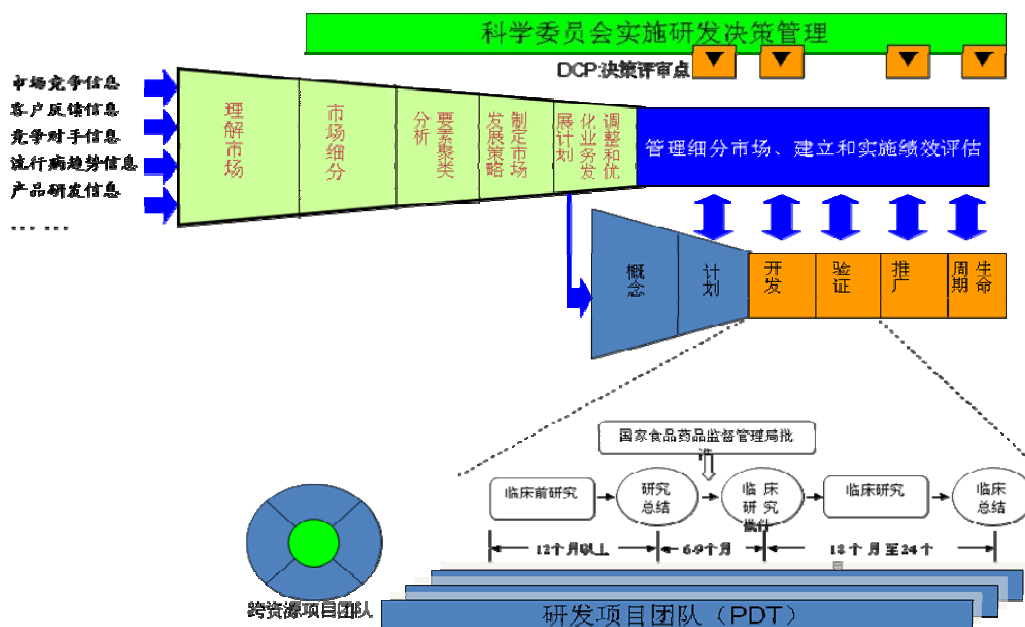 科学委员会实施研发决策管理
DCP:决策评审点
市场竞争信息
客户反馈信息
竞争对手信息
流行病趋势信息
产品研发信息
… …
理解市场
市场细分
要素聚类
分析
制定市场
发展策略
调整和优
化业务发
展计划
管理细分市场、建立和实施绩效评估
概念
计划
开发
验证
推广
生命
周期
国家食品药品监督管理局批
准
临床前研究
研究
总结
临 床
研 究
临床研究
临床
总结
12个月以上
6-9个月
18 个 月 至 24 个
月
跨资源项目团队
研发项目团队（PDT）